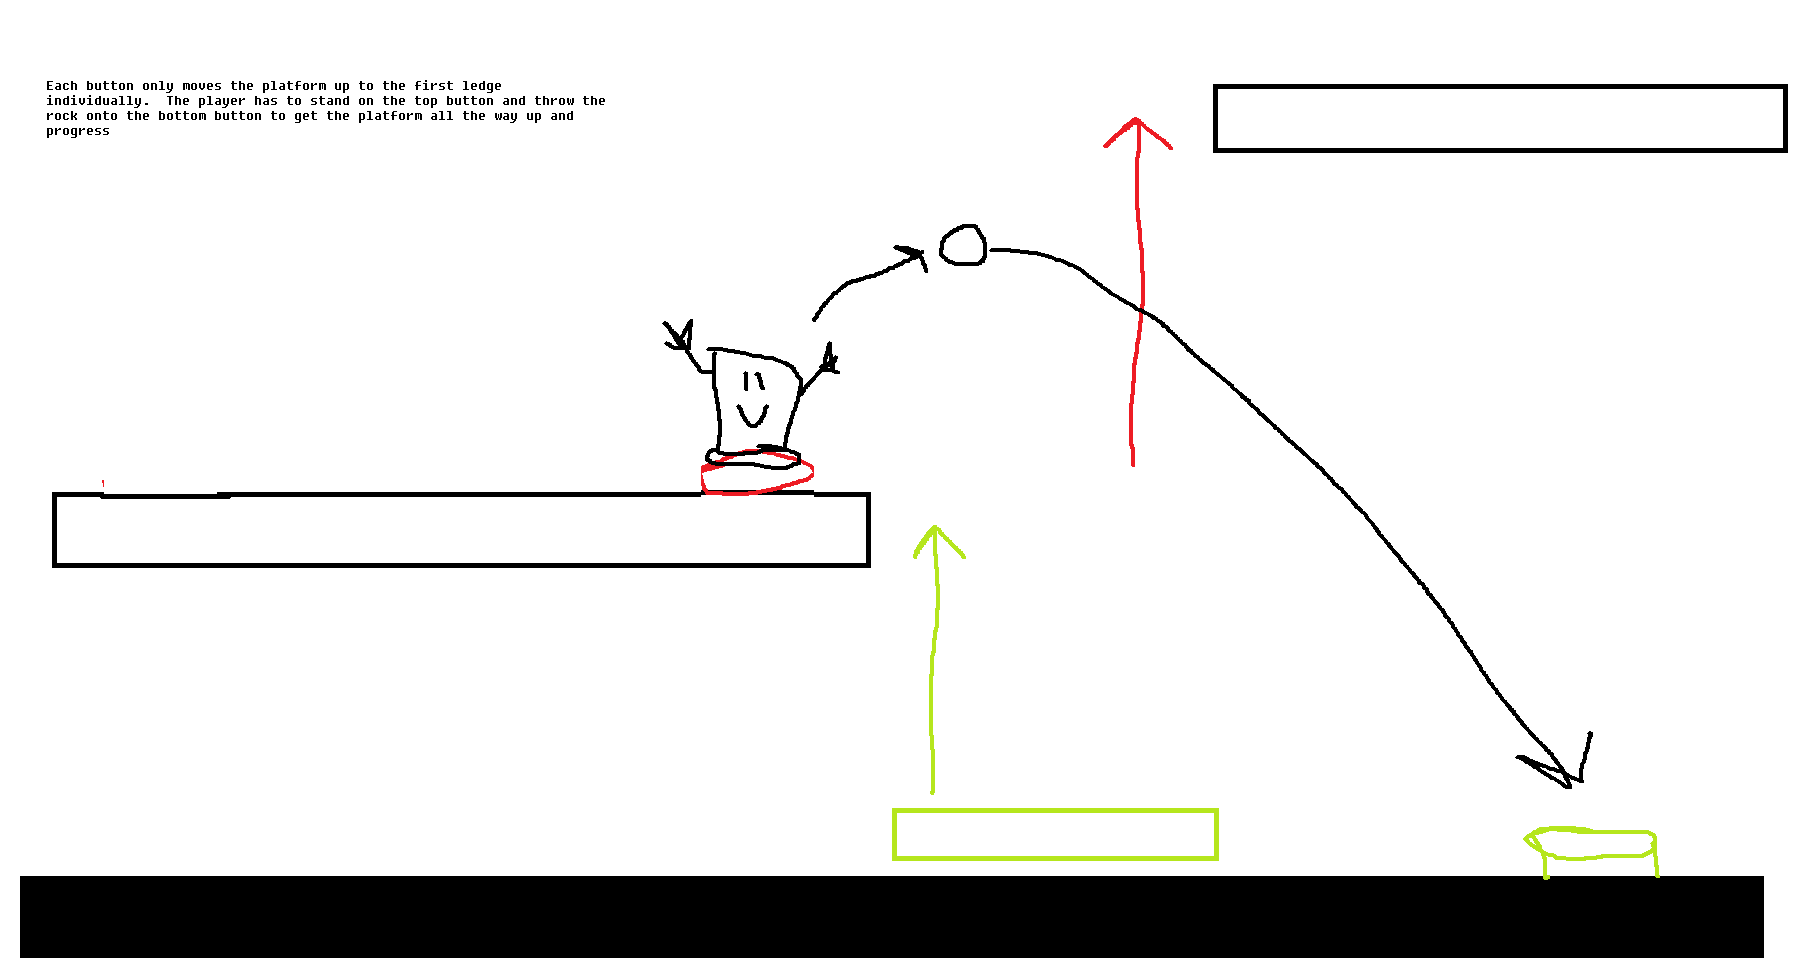 Each button only moves the platform up to the first ledge
individually.  The player has to stand on the top button and throw the
rock onto the bottom button to get the platform all the way up and
progress